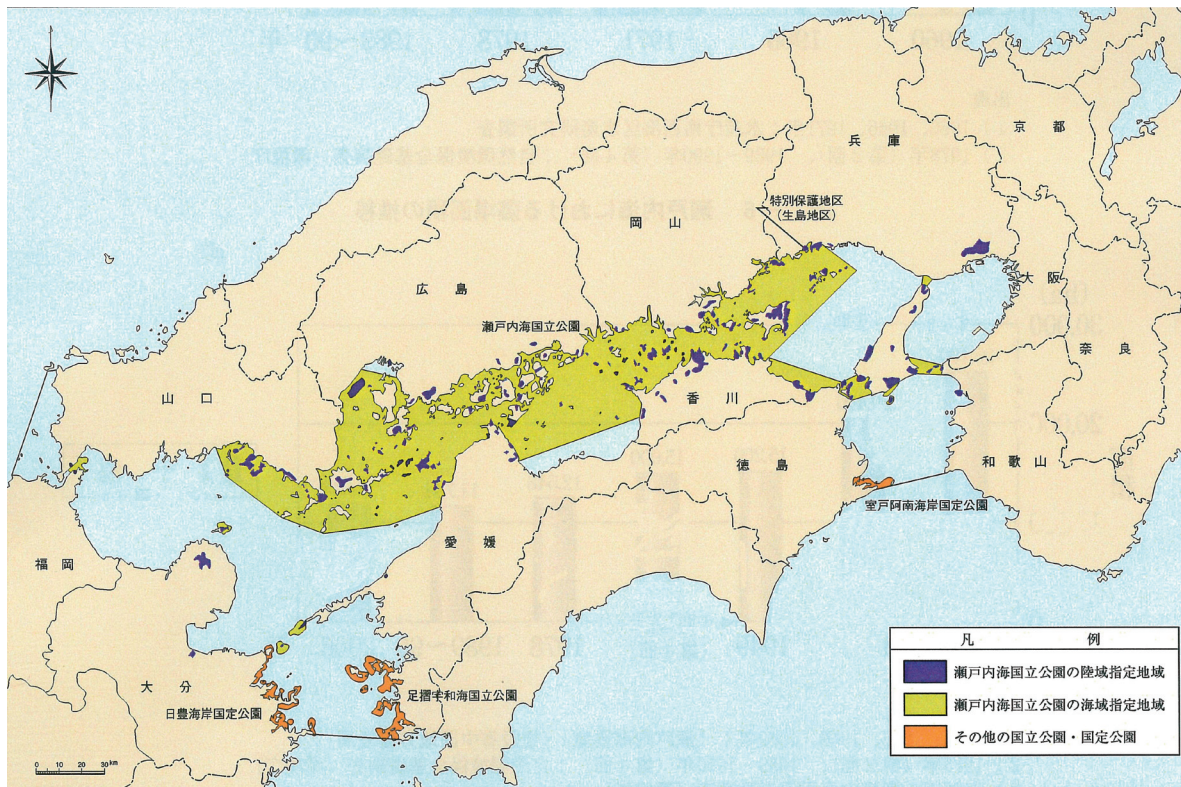 京都
兵庫
特別保護地区
(生島地区)
岡山
大阪
広島
瀬戸内海国立公園
奈良
山口
香川
和歌山
徳島
室戸阿南海岸国定公園
愛媛
福岡
大分
足摺宇和海国立公園
日豊海岸国定公園
凡例
瀬戸内海国立公園の陸域指定地域
瀬戸内海国立公園の海域指定地域
その他の国立公園・国定公園
0 10 20 30km